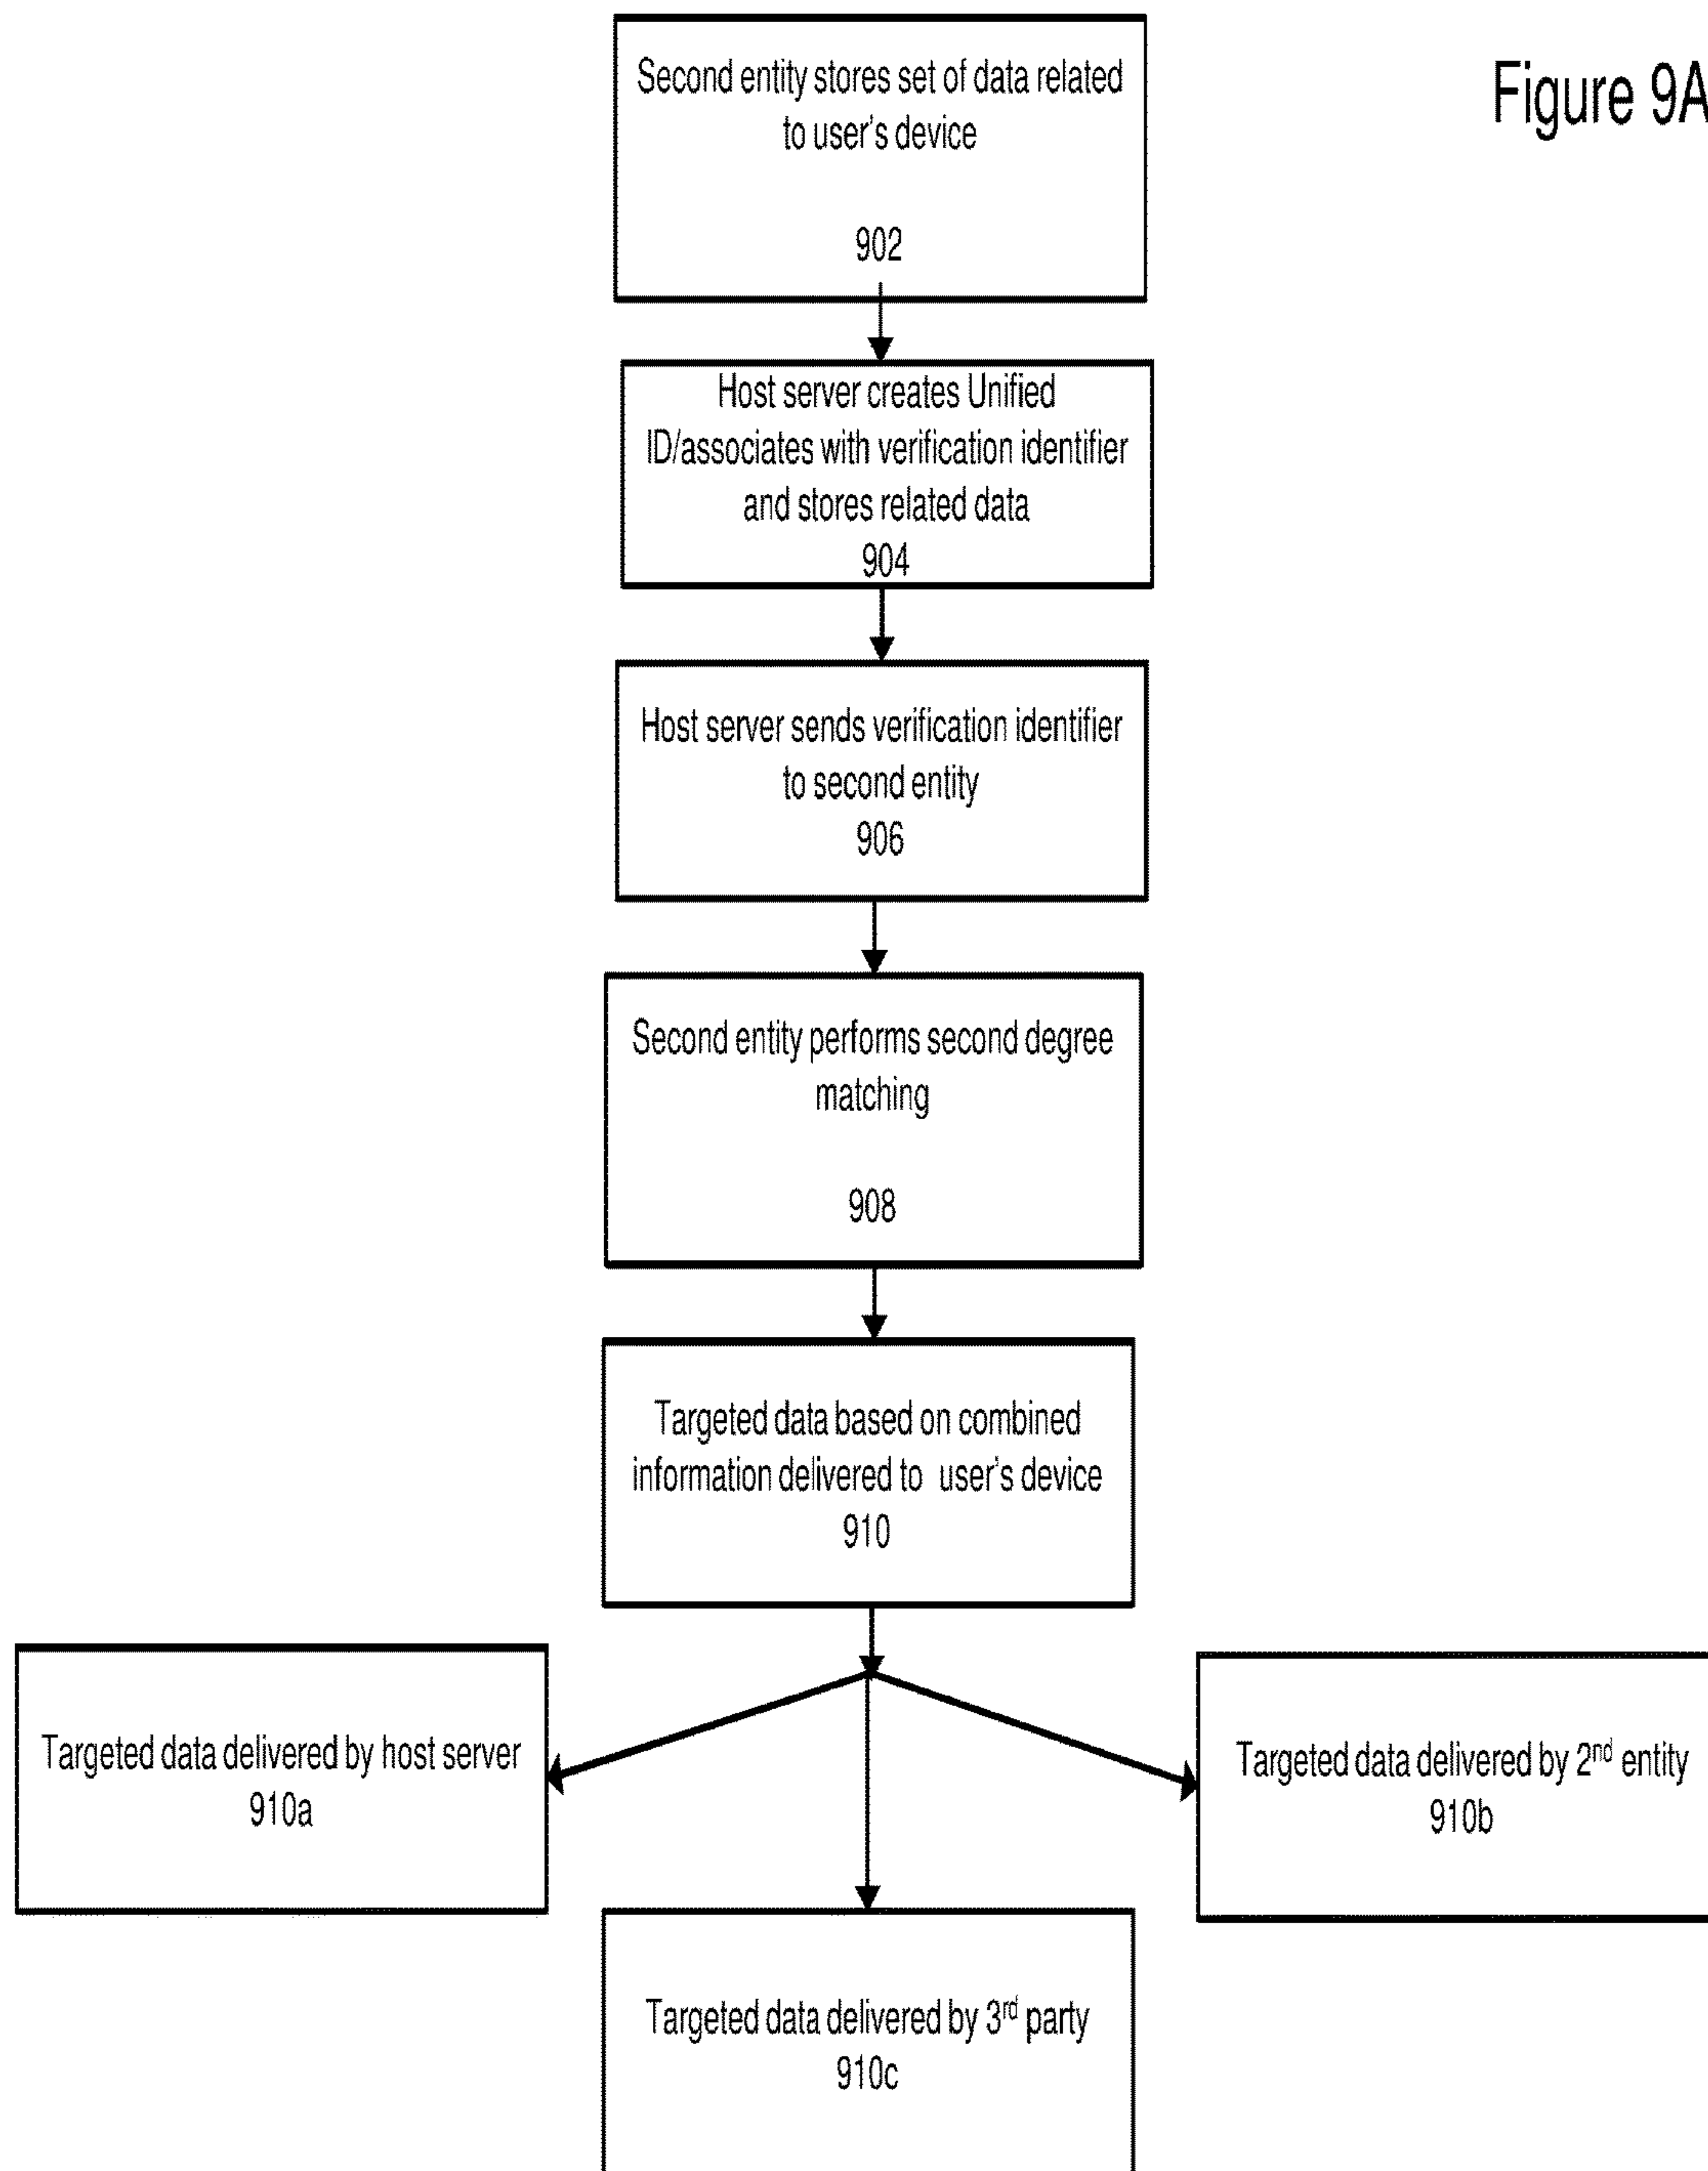 Figure 9A
Second entity stores set of data related
to user's device
902
Host server creates Unified
ID/associates with verification identifier
and stores related data
904
Host server sends verification identifier
to second entity
906
Second entity performs second degree
matching
908
Targeted data based on combined
information delivered to user's device
910
Targeted data delivered by host server
910a
Targeted data delivered by 2nd entity
910b
Targeted data delivered by 3rd party
910c